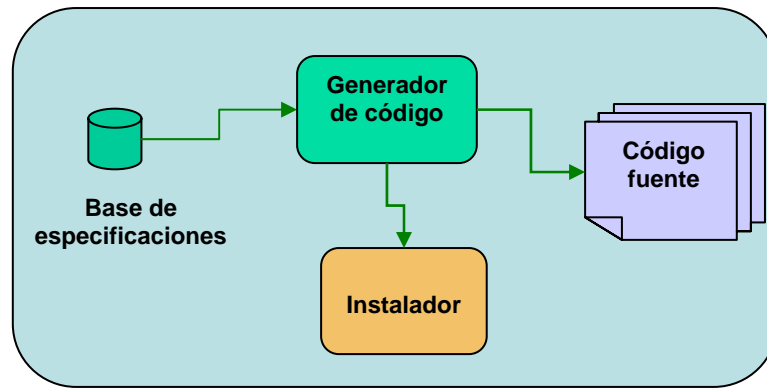 Generador
de código
Código
fuente
Base de
especificaciones
Instalador